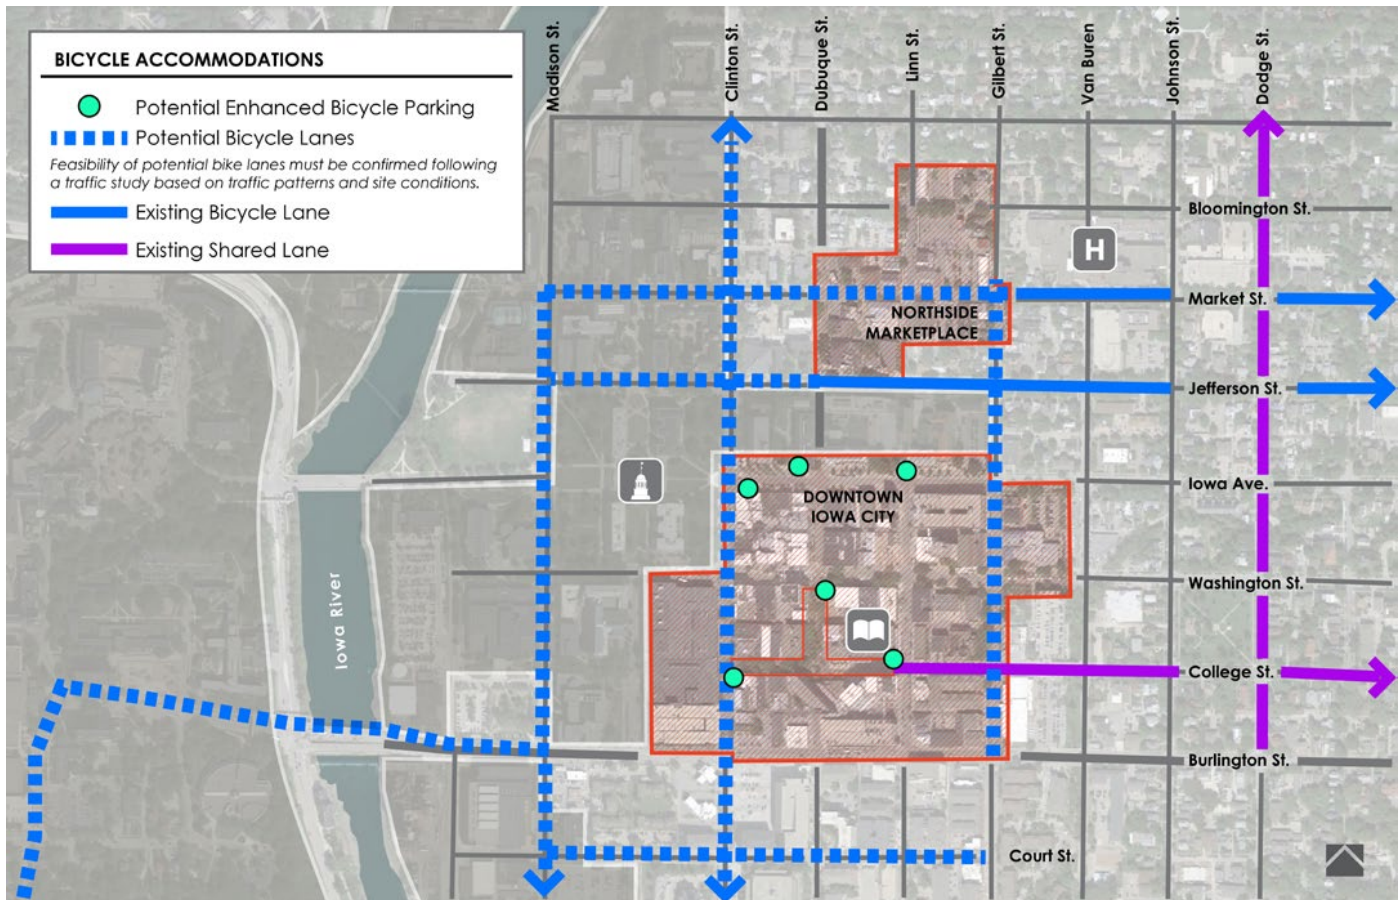 BICYCLE ACCOMMODATIONS
Potential Enhanced Bicycle Parking
Potential Bicycle Lanes
Feasibility of potential bike lanes must be confirmed following
a traffic study based on traffic patterns and site conditions.
Existing Bicycle Lane
Existing Shared Lane
Madison St.
Clinton St.
Dubuque St.
Linn St.
Gilbert St.
Van Buren
Johnson St.
Dodge St.
Bloomington St.
H
Market St.
NORTHSIDE
MARKETPLACE
Jefferson St.
Iowa Ave.
DOWNTOWN
IOWA CITY
Washington St.
Iowa River
College St.
Burlington St.
Court St.